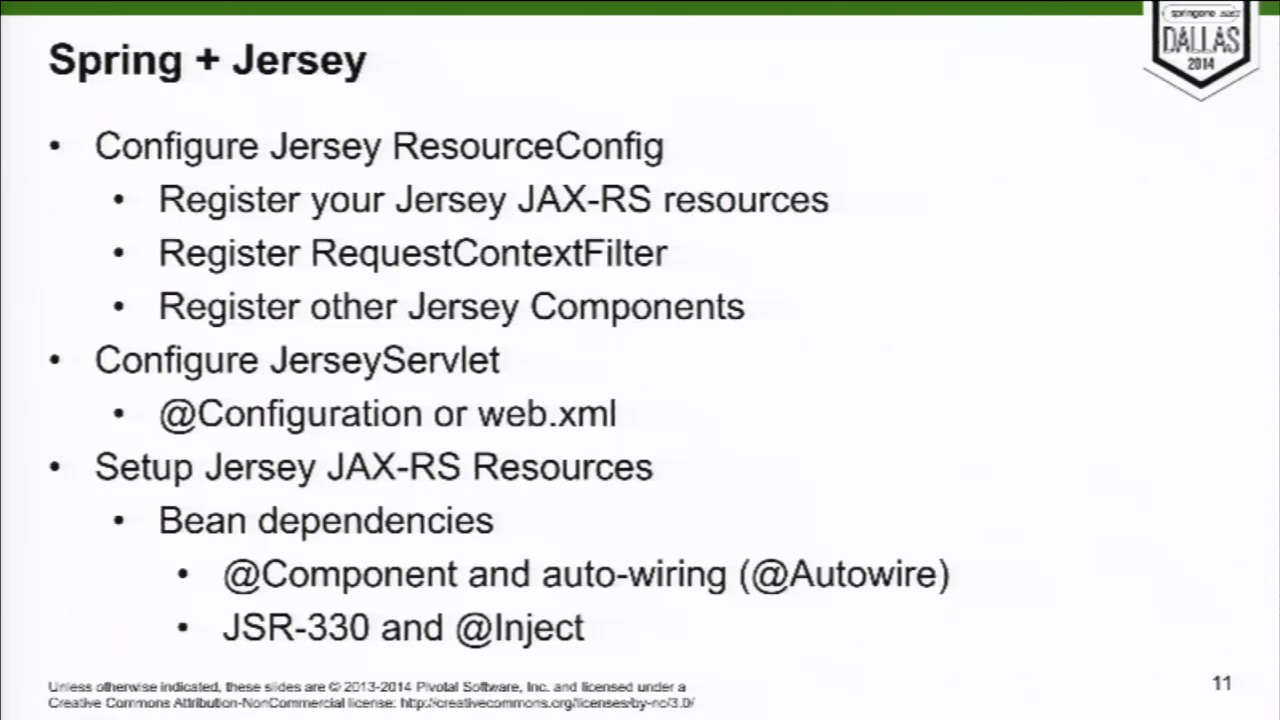 Spring + Jersey
springone 2GX
DALLAS
2014
• Configure Jersey ResourceConfig
• Register your Jersey JAX-RS resources
• Register RequestContextFilter
• Register other Jersey Components
• Configure JerseyServlet
• @Configuration or web.xml
• Setup Jersey JAX-RS Resources
• Bean dependencies
• @Component and auto-wiring (@Autowire)
• JSR-330 and @Inject
Unless otherwise indicated, these slides are © 2013-2014 Pivotal Software, Inc. and licensed under a
Creative Commons Attribution-NonCommercial license: http://creativecommons.org/licenses/by-nc/3.0/
11